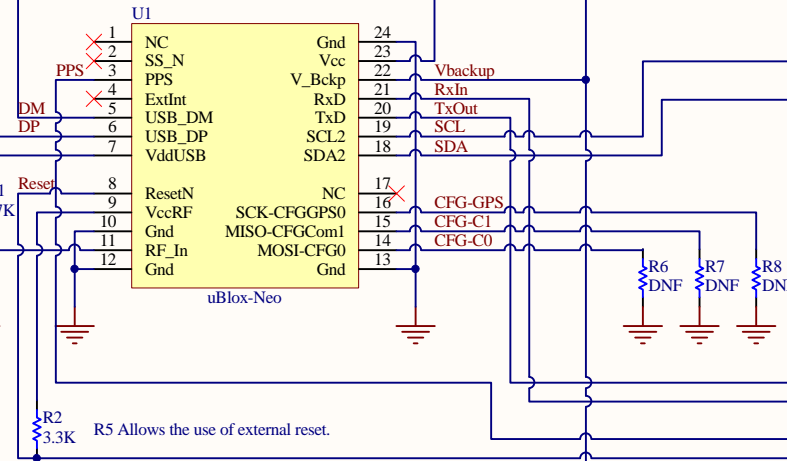 U1
1 NC Gnd 24
2 SS_N Vcc 23
PPS 3 PPS V_Bckp 22 Vbackup
4 ExtInt RxD 21 RxIn
DM 5 USB_DM TxD 20 TxOut
DP 6 USB_DP SCL2 19 SCL
7 VddUSB SDA2 18 SDA
1 Reset 8 ResetN NC 17
7K 9 VccRF SCK-CFGGPS0 16 CFG-GPS
10 Gnd MISO-CFGCom1 15 CFG-C1
11 RF_In MOSI-CFG0 14 CFG-C0
12 Gnd Gnd 13
R6 R7 R8
DNF DNF DN
uBlox-Neo
R2
3.3K
R5 Allows the use of external reset.